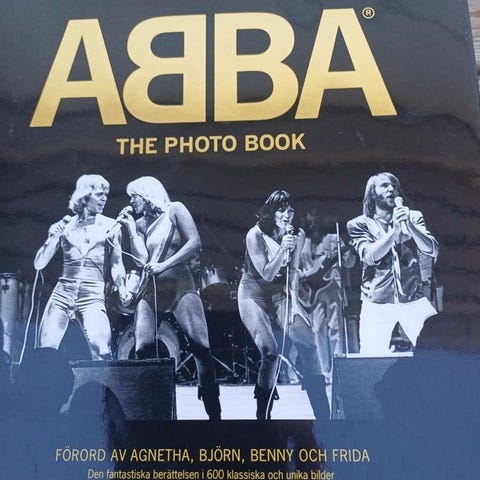 ABBA®
THE PHOTO BOOK
FÖRORD AV AGNETHA, BJÖRN, BENNY OCH FRIDA
Den fantastiska berättelsen i 600 klassiska och unika bilder